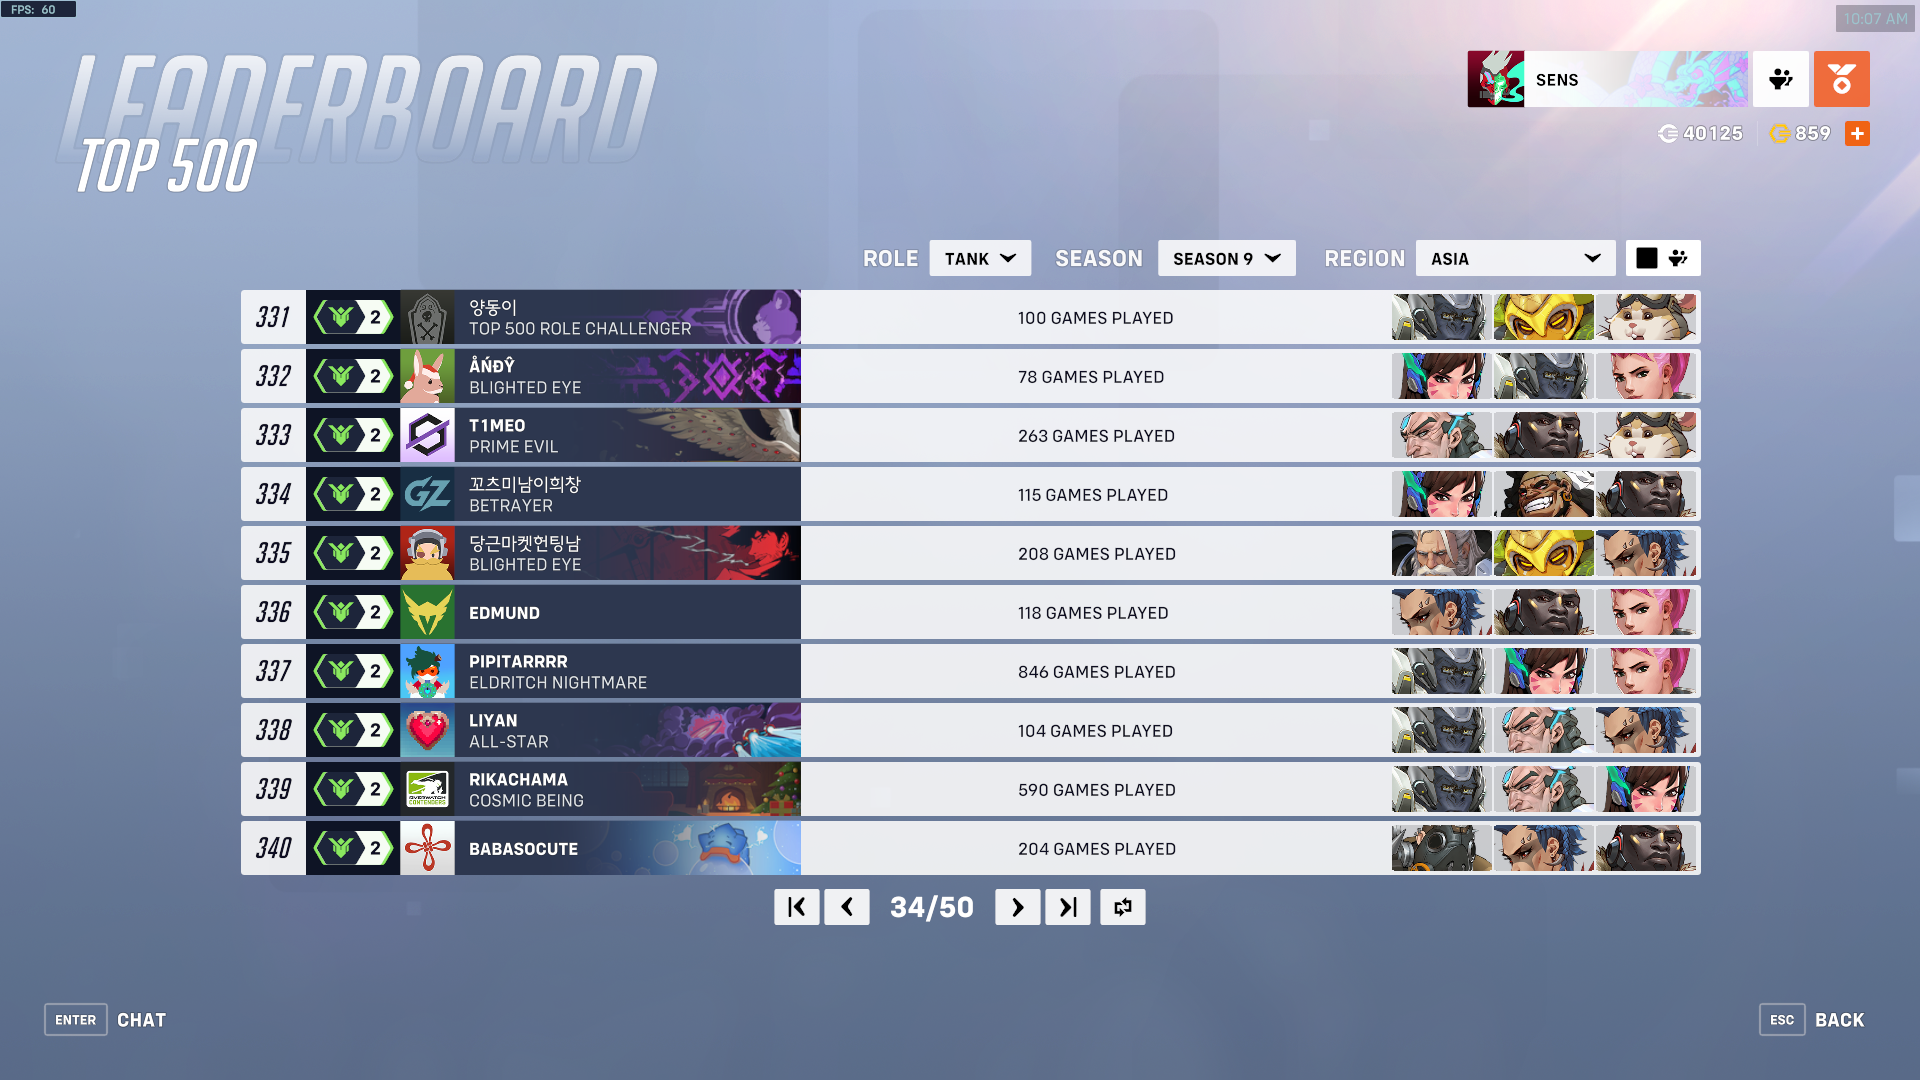 FPS: 60
10:07 AM
LEADERBOARD
TOP 500
SENS
40125
859
ROLE TANK SEASON SEASON 9 REGION ASIA
331 2 양동이 100 GAMES PLAYED
TOP 500 ROLE CHALLENGER
332 2 ÅŃÐŶ 78 GAMES PLAYED
BLIGHTED EYE
333 2 T1MEO 263 GAMES PLAYED
PRIME EVIL
334 2 GZ 꼬츠미남이희창 115 GAMES PLAYED
BETRAYER
335 2 당근마켓헌팅남 208 GAMES PLAYED
BLIGHTED EYE
336 2 EDMUND 118 GAMES PLAYED
337 2 PIPITARRRR 846 GAMES PLAYED
ELDRITCH NIGHTMARE
338 2 LIYAN 104 GAMES PLAYED
ALL-STAR
339 2 OVERWATCH CONTENDERS RIKACHAMA 590 GAMES PLAYED
COSMIC BEING
340 2 BABASOCUTE 204 GAMES PLAYED
34/50
ENTER CHAT
ESC BACK